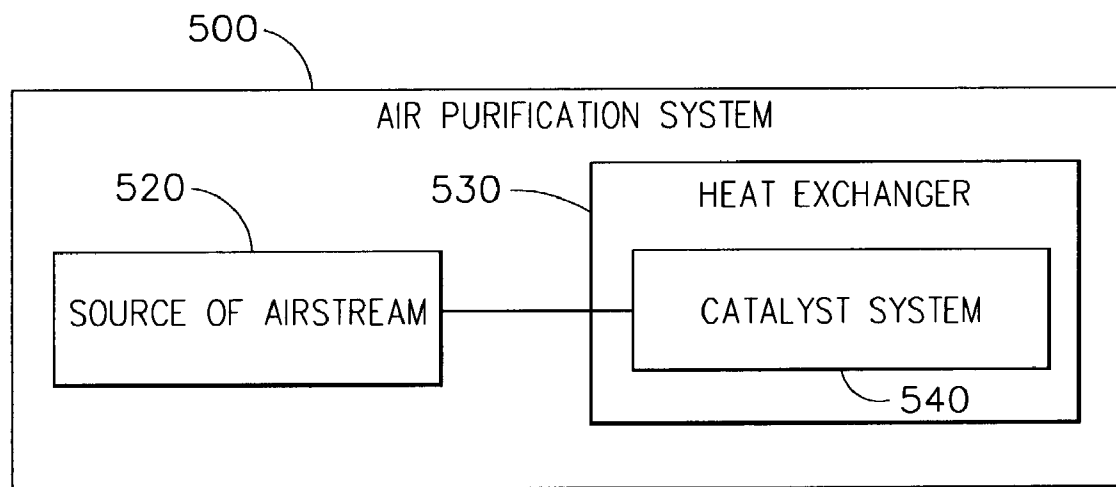 500
AIR PURIFICATION SYSTEM
520
530
HEAT EXCHANGER
SOURCE OF AIRSTREAM
CATALYST SYSTEM
540